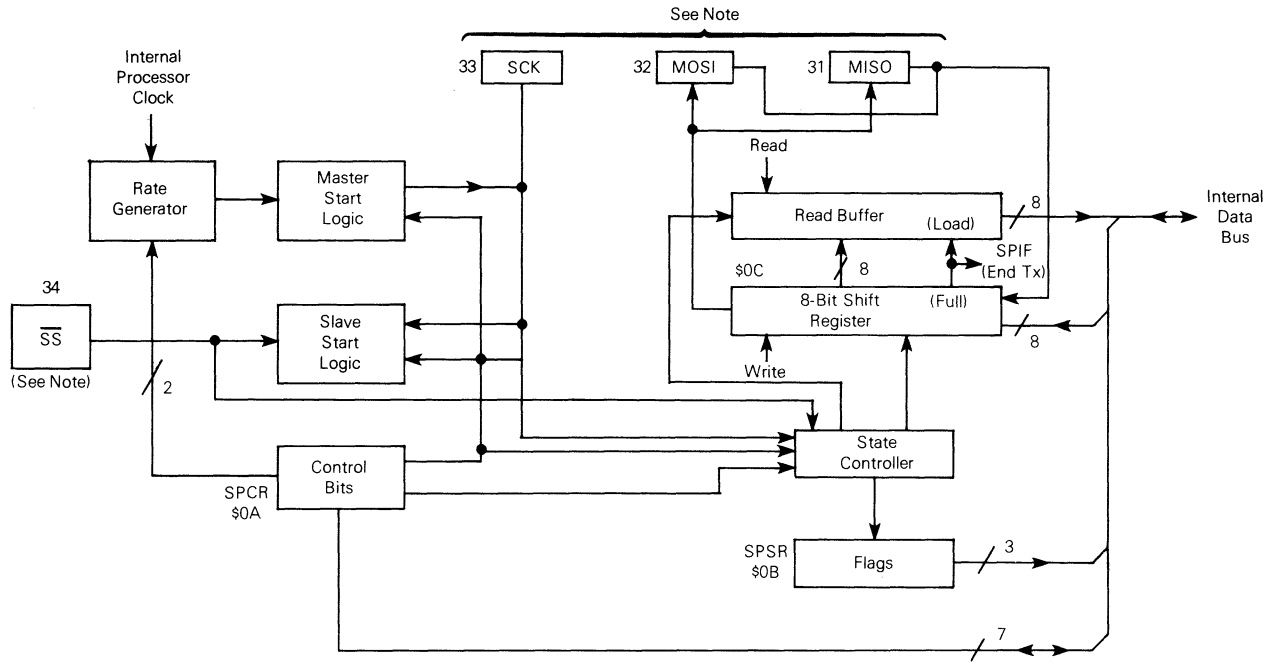 See Note
33
SCK
32
MOSI
31
MISO
Internal
Processor
Clock
Read
Rate
Generator
Master
Start
Logic
Read Buffer
(Load)
8
Internal
Data
Bus
$0C
8
SPIF
(End Tx)
34
SS
(See Note)
8-Bit Shift
Register
(Full)
8
Slave
Start
Logic
Write
2
State
Controller
Control
Bits
SPCR
$0A
SPSR
$0B
Flags
3
7